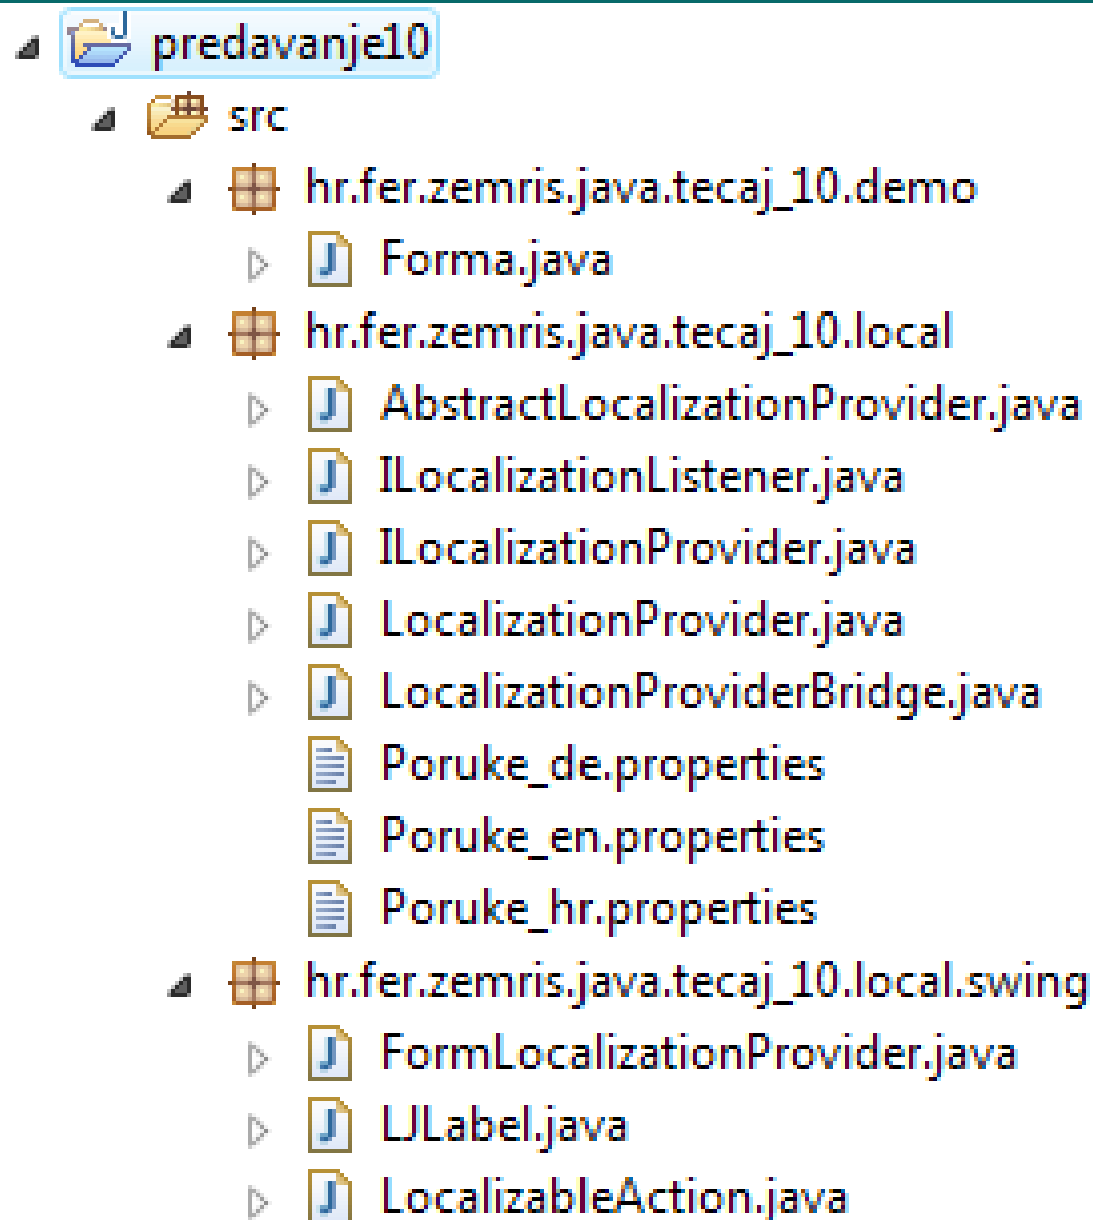 predavanje10
src
hr.fer.zemris.java.tecaj_10.demo
Forma.java
hr.fer.zemris.java.tecaj_10.local
AbstractLocalizationProvider.java
ILocalizationListener.java
ILocalizationProvider.java
LocalizationProvider.java
LocalizationProviderBridge.java
Poruke_de.properties
Poruke_en.properties
Poruke_hr.properties
hr.fer.zemris.java.tecaj_10.local.swing
FormLocalizationProvider.java
LJLabel.java
LocalizableAction.java